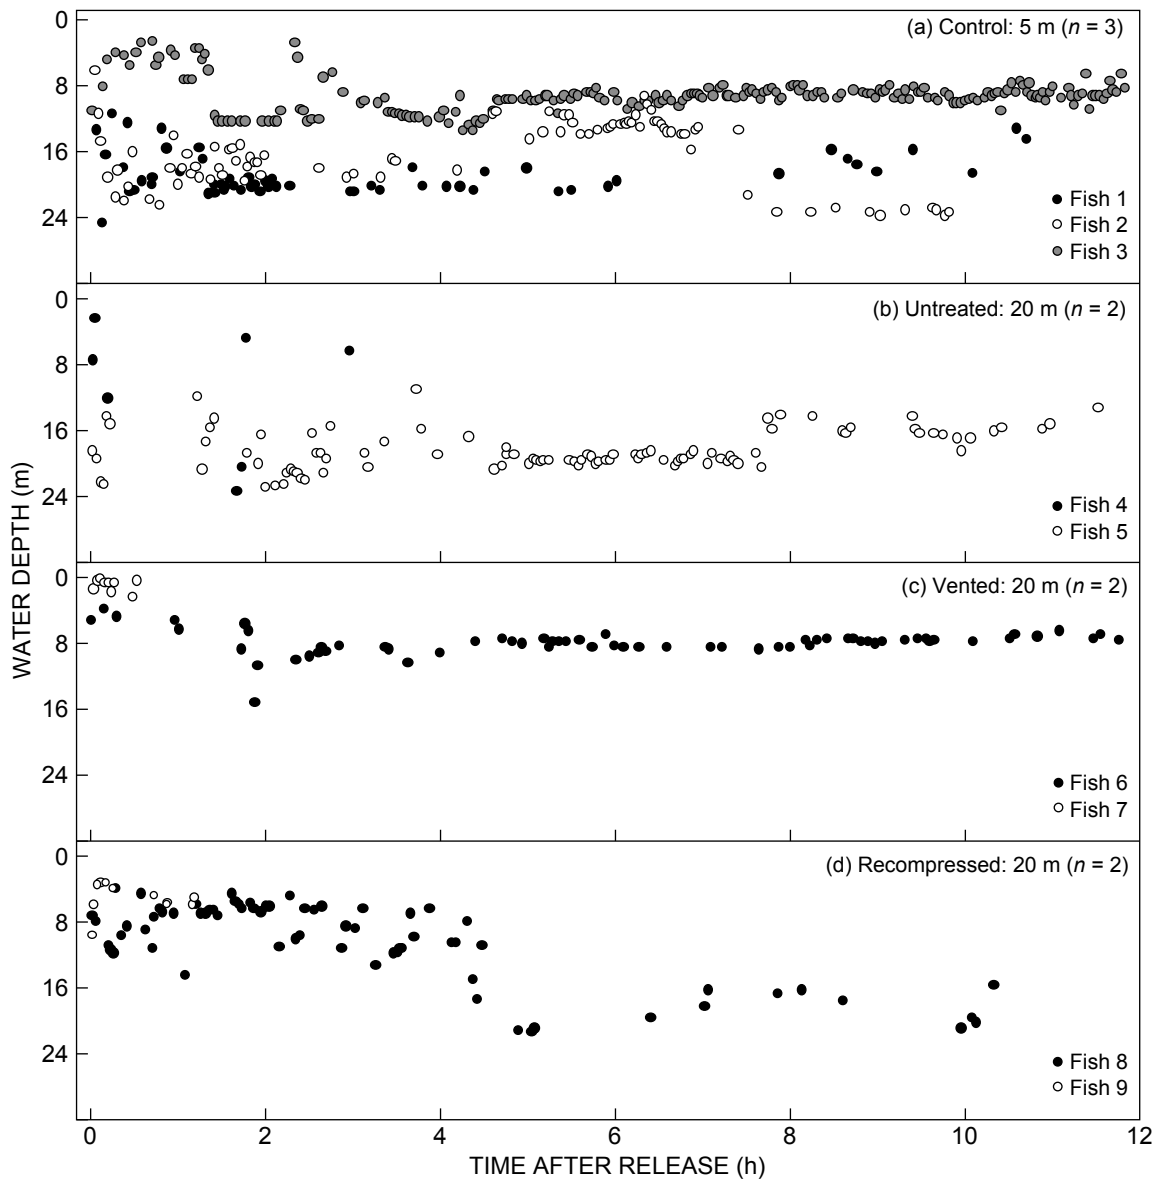 WATER DEPTH (m)
(a) Control: 5 m (n = 3)
0
8
16
24
Fish 1
Fish 2
Fish 3
(b) Untreated: 20 m (n = 2)
0
8
16
24
Fish 4
Fish 5
(c) Vented: 20 m (n = 2)
0
8
16
24
Fish 6
Fish 7
(d) Recompressed: 20 m (n = 2)
0
8
16
24
Fish 8
Fish 9
0 2 4 6 8 10 12
TIME AFTER RELEASE (h)